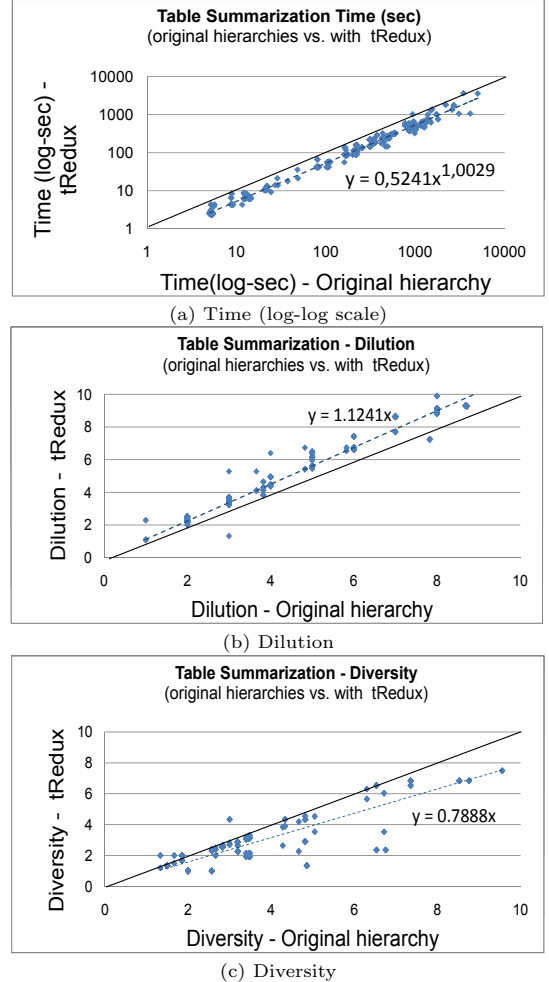 Table Summarization Time (sec)
(original hierarchies vs. with tRedux)
Time (log-sec) -
tRedux
10000
1000
100
10
1
y = 0,5241x1,0029
1 10 100 1000 10000
Time(log-sec) - Original hierarchy
(a) Time (log-log scale)
Table Summarization - Dilution
(original hierarchies vs. with tRedux)
Dilution - tRedux
10
8
6
4
2
0
y = 1.1241x
0 2 4 6 8 10
Dilution - Original hierarchy
(b) Dilution
Table Summarization - Diversity
(original hierarchies vs. with tRedux)
Diversity - tRedux
10
8
6
4
2
0
y = 0.7888x
0 2 4 6 8 10
Diversity - Original hierarchy
(c) Diversity